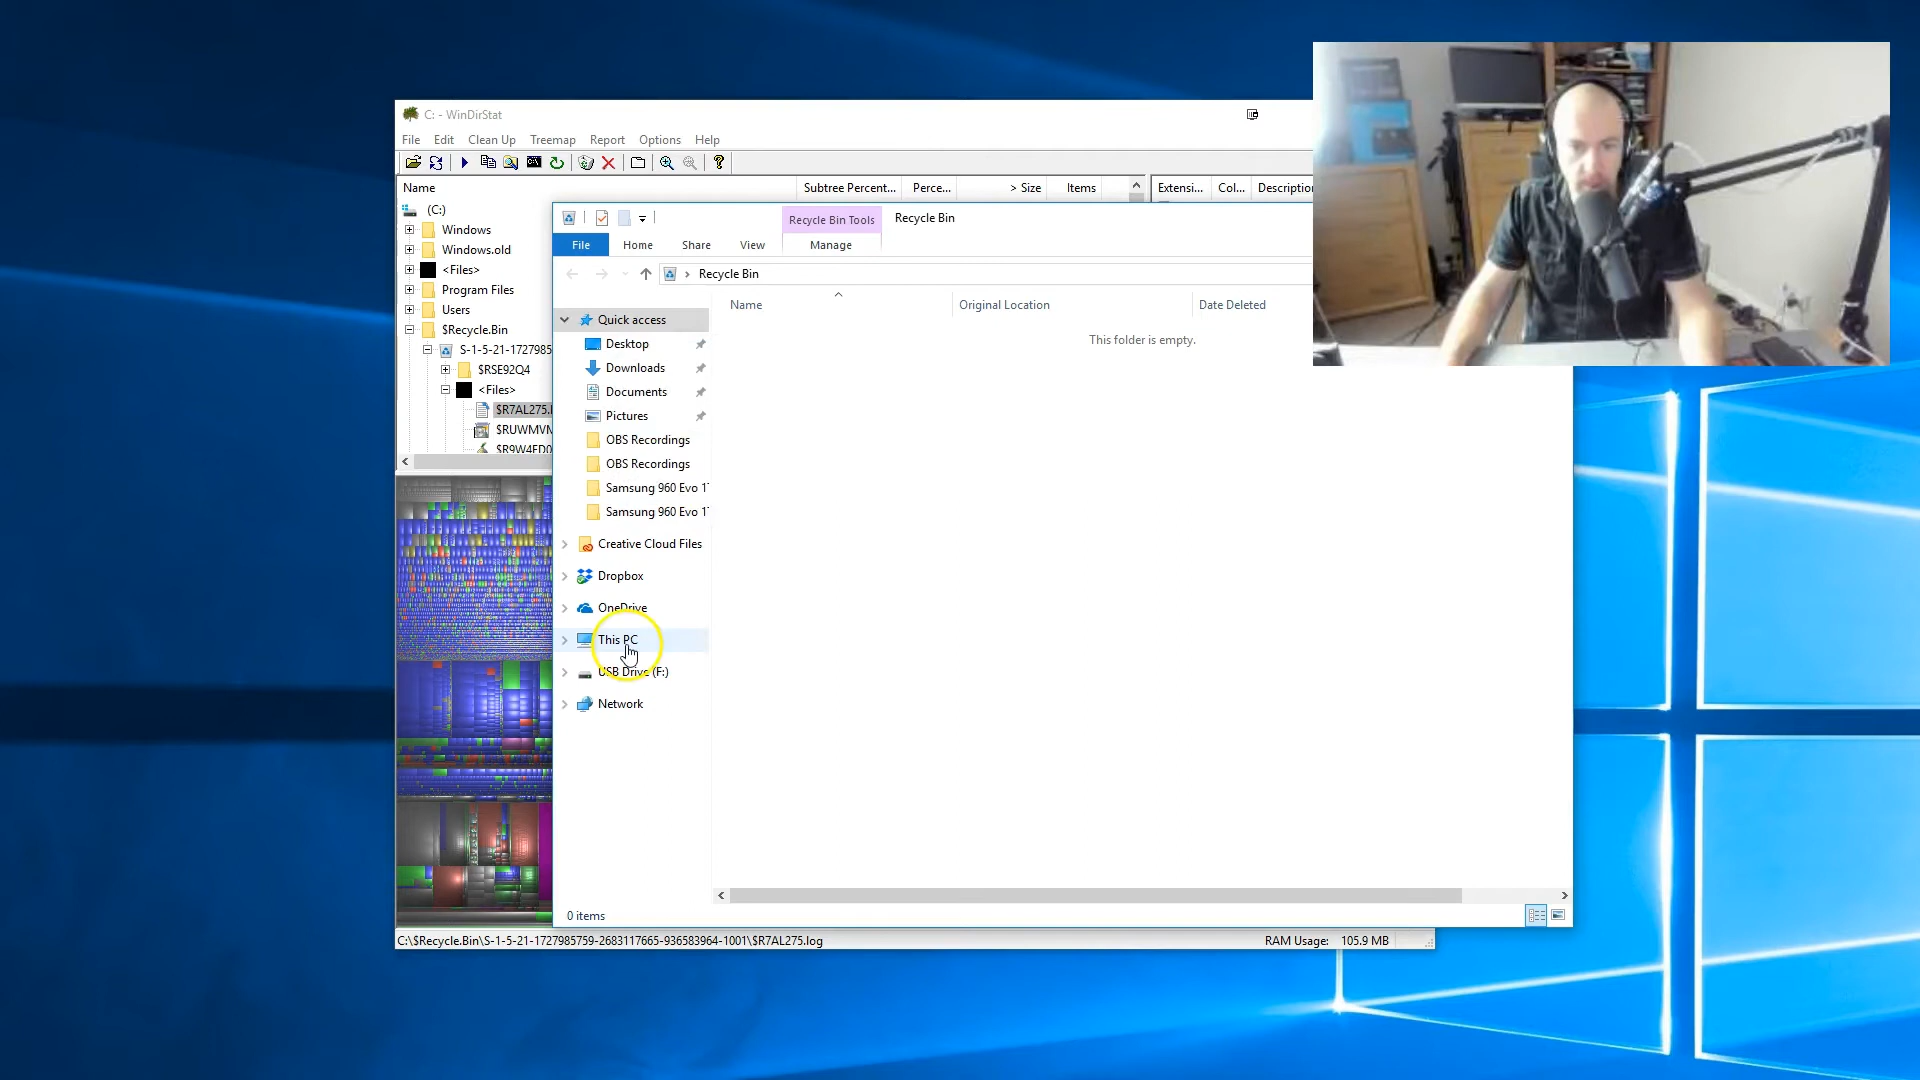 C: - WinDirStat
File Edit Clean Up Treemap Report Options Help
Name Subtree Percent... Perce... > Size Items Extensi... Col... Descriptio
(C:)
Windows
Windows.old
<Files>
Program Files
Users
$Recycle.Bin
S-1-5-21-1727985
$RSE92Q4
<Files>
$R7AL275.
$RUWMVM
$R9W4FD0
Recycle Bin Tools Recycle Bin
File Home Share View Manage
Recycle Bin
Name Original Location Date Deleted
This folder is empty.
Quick access
Desktop
Downloads
Documents
Pictures
OBS Recordings
OBS Recordings
Samsung 960 Evo 1T
Samsung 960 Evo 1T
Creative Cloud Files
Dropbox
OneDrive
This PC
USB Drive (F:)
Network
0 items
C:\$Recycle.Bin\S-1-5-21-1727985759-2683117665-936583964-1001\$R7AL275.log RAM Usage: 105.9 MB